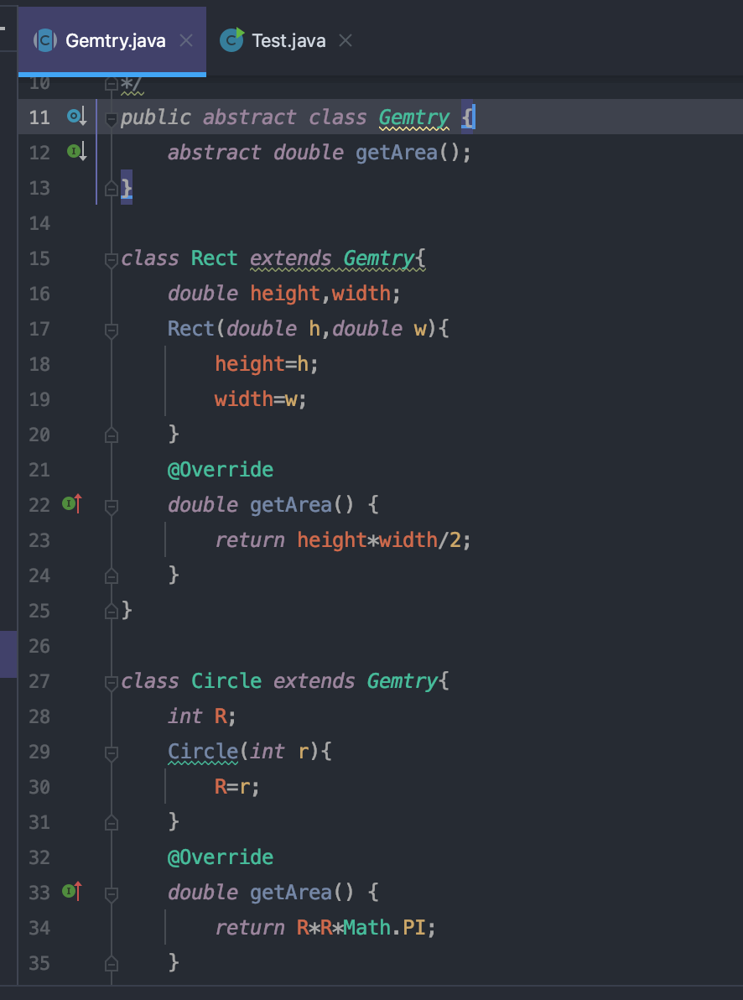 Gemtry.java Test.java
10 */
11 public abstract class Gemtry {
12 abstract double getArea();
13 }
14
15 class Rect extends Gemtry{
16 double height,width;
17 Rect(double h,double w){
18 height=h;
19 width=w;
20 }
21 @Override
22 double getArea() {
23 return height*width/2;
24 }
25 }
26
27 class Circle extends Gemtry{
28 int R;
29 Circle(int r){
30 R=r;
31 }
32 @Override
33 double getArea() {
34 return R*R*Math.PI;
35 }